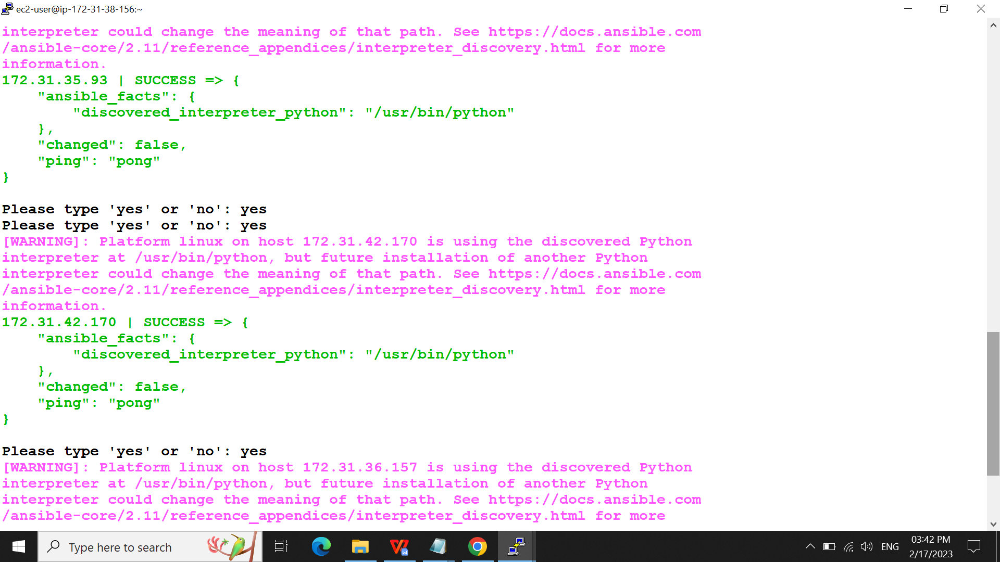 ec2-user@ip-172-31-38-156:~
interpreter could change the meaning of that path. See https://docs.ansible.com
/ansible-core/2.11/reference_appendices/interpreter_discovery.html for more
information.
172.31.35.93 | SUCCESS => {
    "ansible_facts": {
        "discovered_interpreter_python": "/usr/bin/python"
    },
    "changed": false,
    "ping": "pong"
}
Please type 'yes' or 'no': yes
Please type 'yes' or 'no': yes
[WARNING]: Platform linux on host 172.31.42.170 is using the discovered Python
interpreter at /usr/bin/python, but future installation of another Python
interpreter could change the meaning of that path. See https://docs.ansible.com
/ansible-core/2.11/reference_appendices/interpreter_discovery.html for more
information.
172.31.42.170 | SUCCESS => {
    "ansible_facts": {
        "discovered_interpreter_python": "/usr/bin/python"
    },
    "changed": false,
    "ping": "pong"
}
Please type 'yes' or 'no': yes
[WARNING]: Platform linux on host 172.31.36.157 is using the discovered Python
interpreter at /usr/bin/python, but future installation of another Python
interpreter could change the meaning of that path. See https://docs.ansible.com
/ansible-core/2.11/reference_appendices/interpreter_discovery.html for more
Type here to search
ENG
03:42 PM
2/17/2023